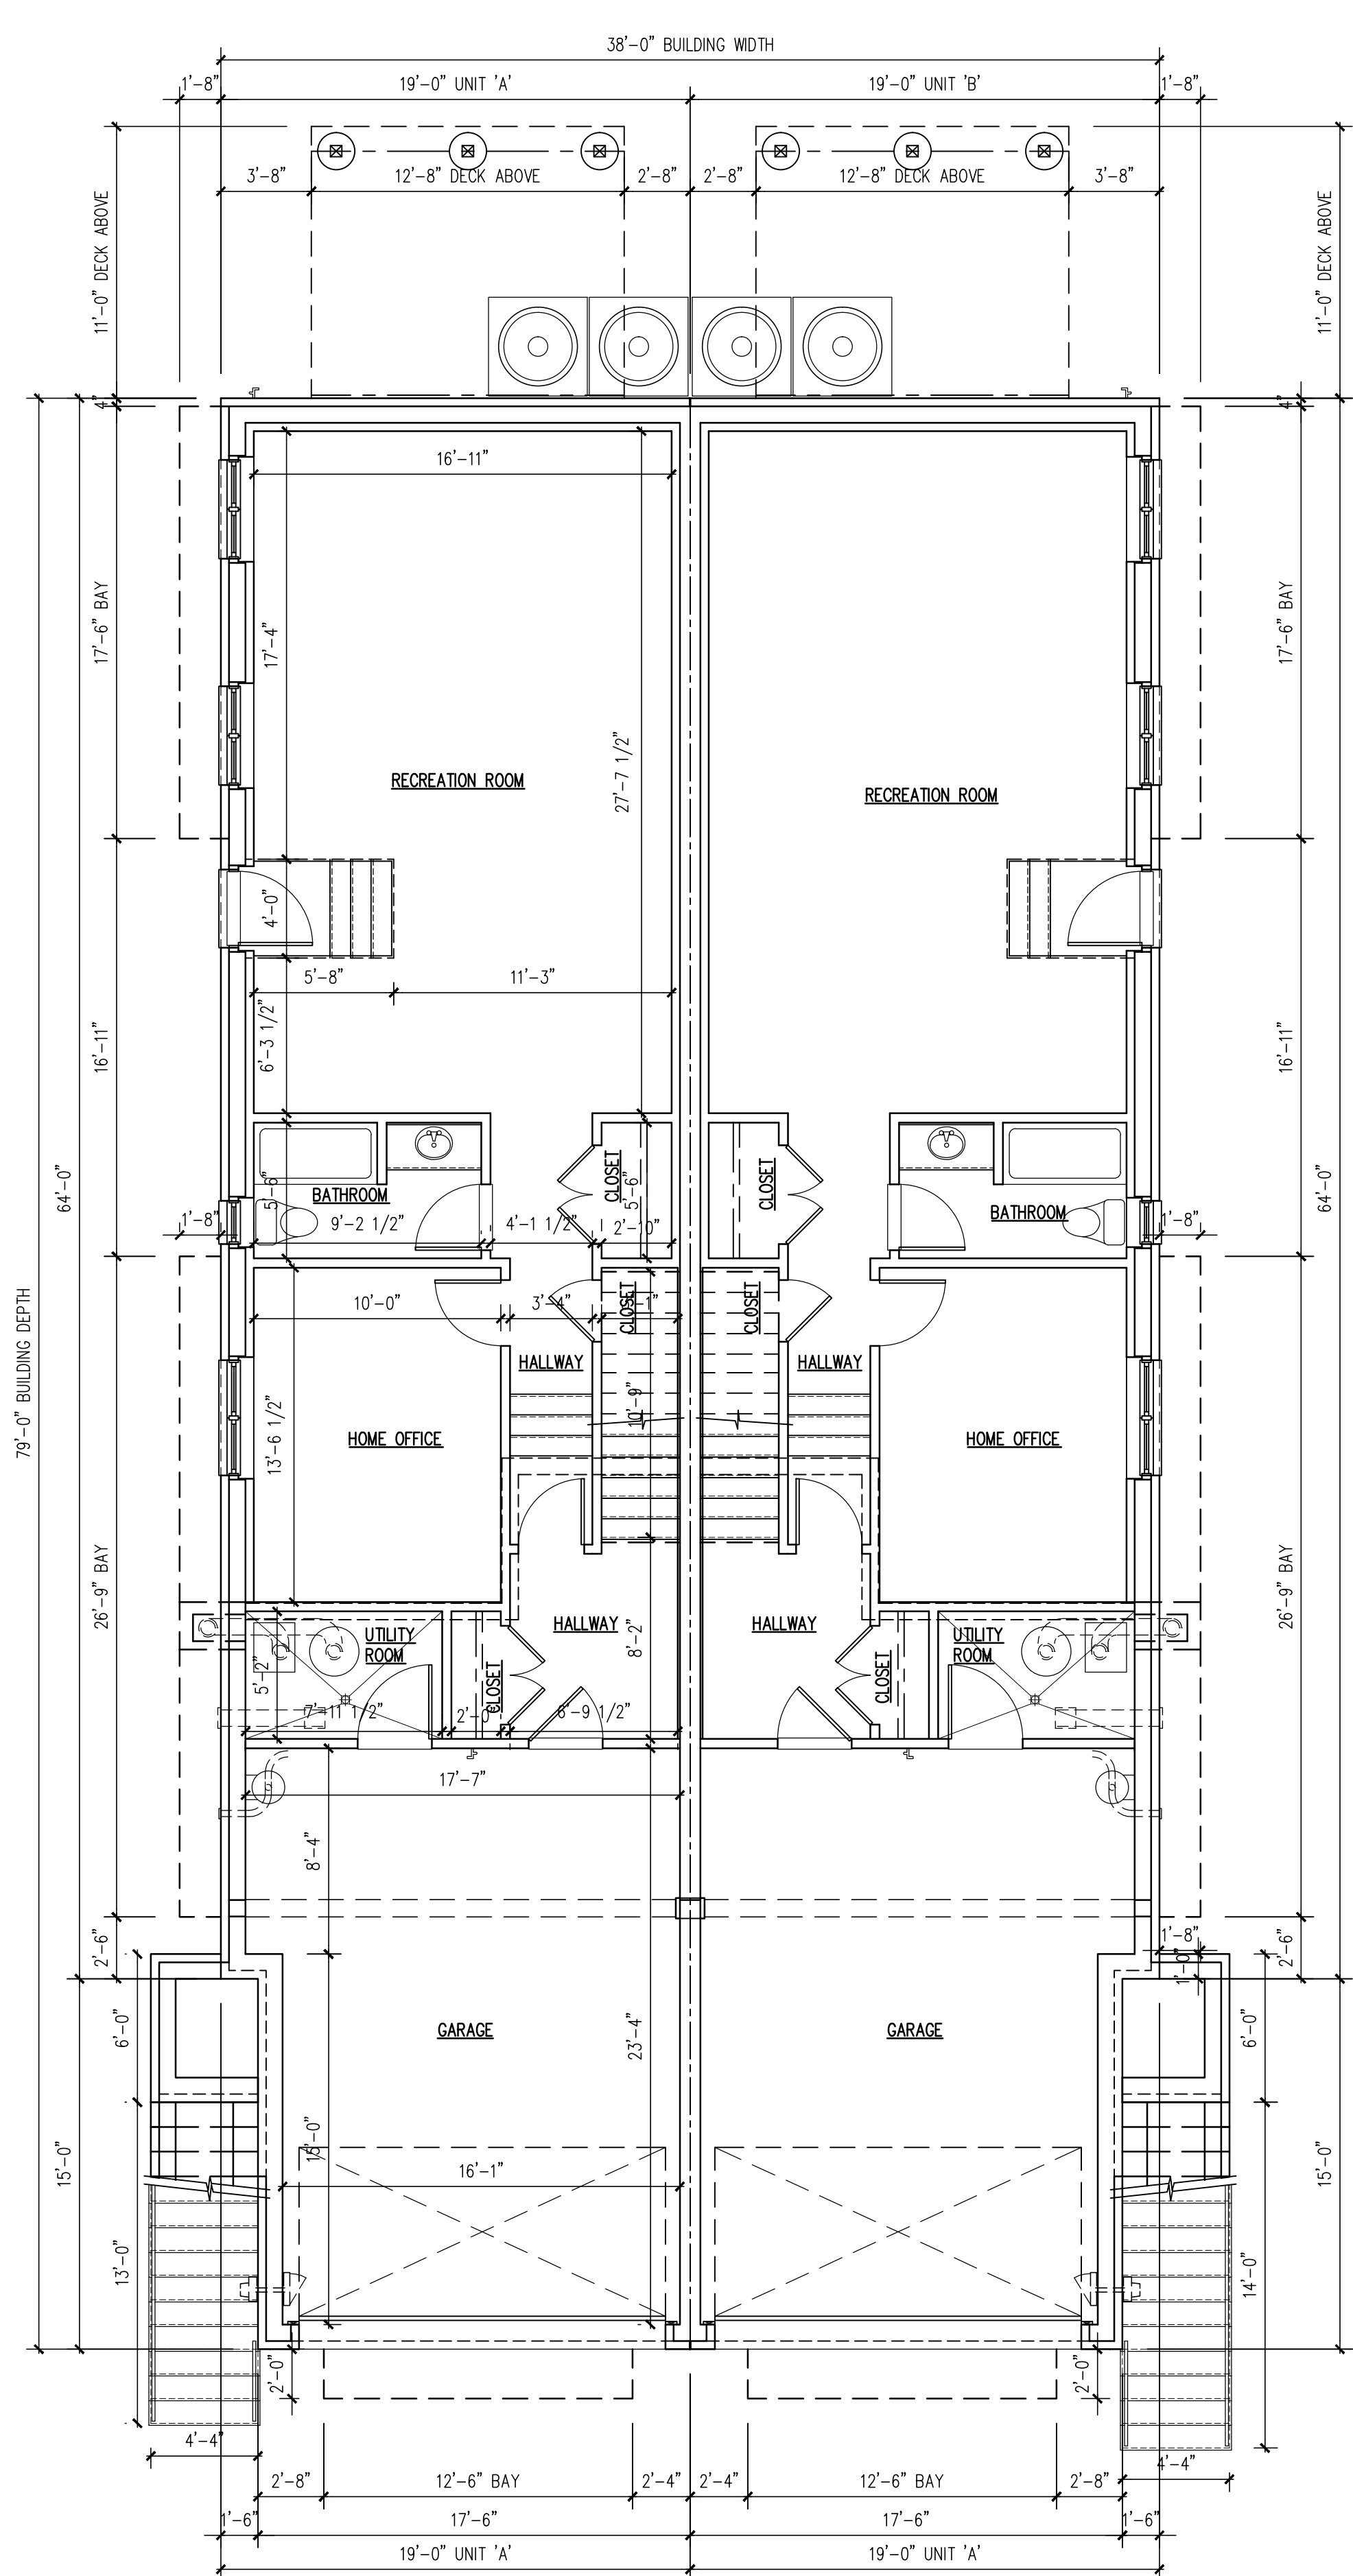 38'-0" BUILDING WIDTH
1'-8"
19'-0" UNIT 'A'
19'-0" UNIT 'B'
1'-8"
3'-8"
12'-8" DECK ABOVE
2'-8"
2'-8"
12'-8" DECK ABOVE
3'-8"
11'-0" DECK ABOVE
11'-0" DECK ABOVE
4"
4"
16'-11"
17'-6" BAY
17'-4"
17'-6" BAY
27'-7 1/2"
RECREATION ROOM
RECREATION ROOM
4'-0"
5'-8"
11'-3"
6'-3 1/2"
16'-11"
16'-11"
64'-0"
64'-0"
79'-0" BUILDING DEPTH
5'-6"
BATHROOM
CLOSET
5'-6"
CLOSET
BATHROOM
1'-8"
9'-2 1/2"
4'-1 1/2"
2'-10"
1'-8"
10'-0"
3'-4"
CLOSET
CLOSET
HALLWAY
HALLWAY
10'-9"
13'-6 1/2"
HOME OFFICE
HOME OFFICE
26'-9" BAY
26'-9" BAY
UTILITY
ROOM
HALLWAY
HALLWAY
UTILITY
ROOM
8'-2"
5'-2"
CLOSET
CLOSET
7'-11 1/2"
2'-0"
6'-9 1/2"
17'-7"
8'-4"
2'-6"
1'-8"
1'-0"
2'-6"
6'-0"
GARAGE
GARAGE
23'-4"
6'-0"
15'-0"
15'-0"
15'-0"
16'-1"
13'-0"
14'-0"
2'-0"
2'-0"
4'-4"
4'-4"
2'-8"
12'-6" BAY
2'-4"
2'-4"
12'-6" BAY
2'-8"
1'-6"
17'-6"
17'-6"
1'-6"
19'-0" UNIT 'A'
19'-0" UNIT 'A'